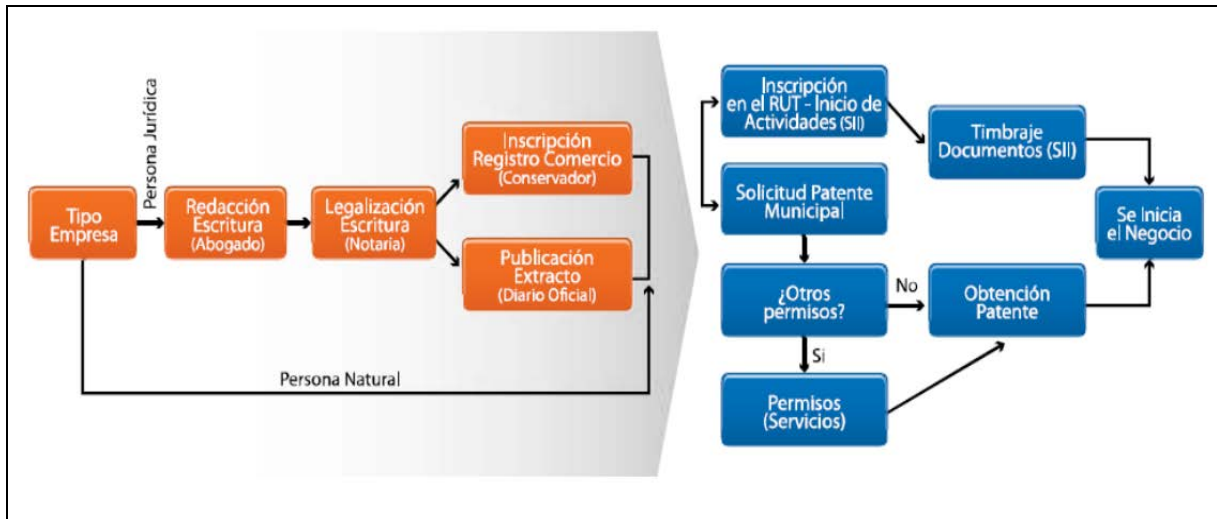 Persona Jurídica
Tipo
Empresa
Redacción
Escritura
(Abogado)
Legalización
Escritura
(Notaría)
Inscripción
Registro Comercio
(Conservador)
Publicación
Extracto
(Diario Oficial)
Persona Natural
Inscripción
en el RUT - Inicio de
Actividades (SII)
Timbraje
Documentos (SII)
Solicitud Patente
Municipal
Se Inicia
el Negocio
¿Otros
permisos?
No
Obtención
Patente
Si
Permisos
(Servicios)